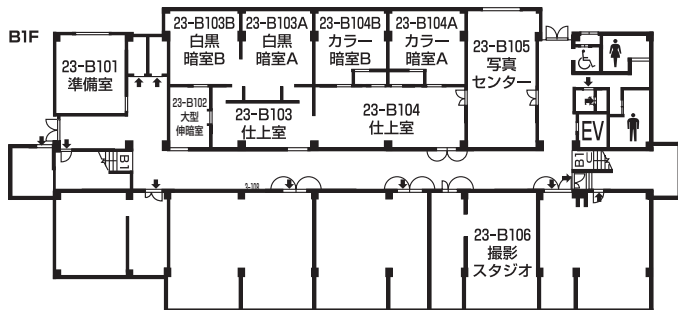 B1F
23-B101
準備室
23-B103B
白黒
暗室B
23-B103A
白黒
暗室A
23-B104B
カラー
暗室B
23-B104A
カラー
暗室A
23-B105
写真
センター
23-B102
大型
伸暗室
23-B103
仕上室
23-B104
仕上室
EV
B1
B1
23-B106
撮影
スタジオ